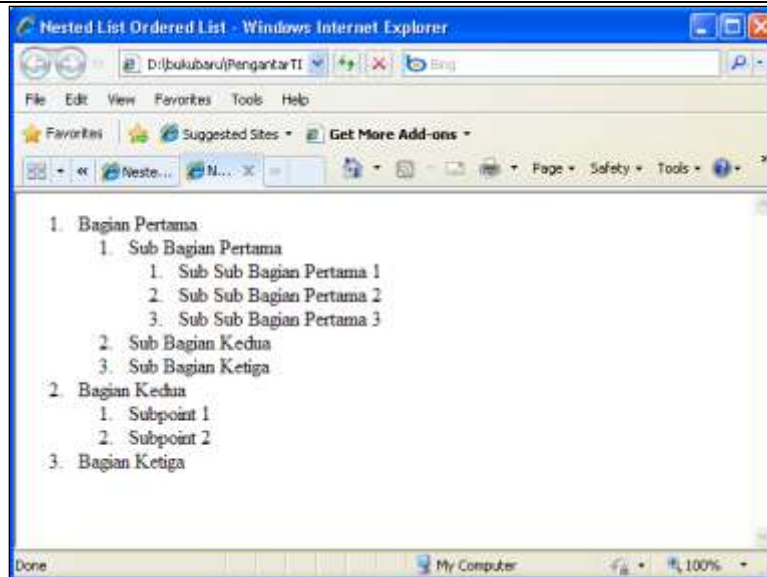 Nested List Ordered List - Windows Internet Explorer
D:\bukubaru\PengantarTI
Bing
File Edit View Favorites Tools Help
Favorites Suggested Sites Get More Add-ons
Neste... N... Page Safety Tools
1. Bagian Pertama
1. Sub Bagian Pertama
1. Sub Sub Bagian Pertama 1
2. Sub Sub Bagian Pertama 2
3. Sub Sub Bagian Pertama 3
2. Sub Bagian Kedua
3. Sub Bagian Ketiga
2. Bagian Kedua
1. Subpoint 1
2. Subpoint 2
3. Bagian Ketiga
Done My Computer 100%